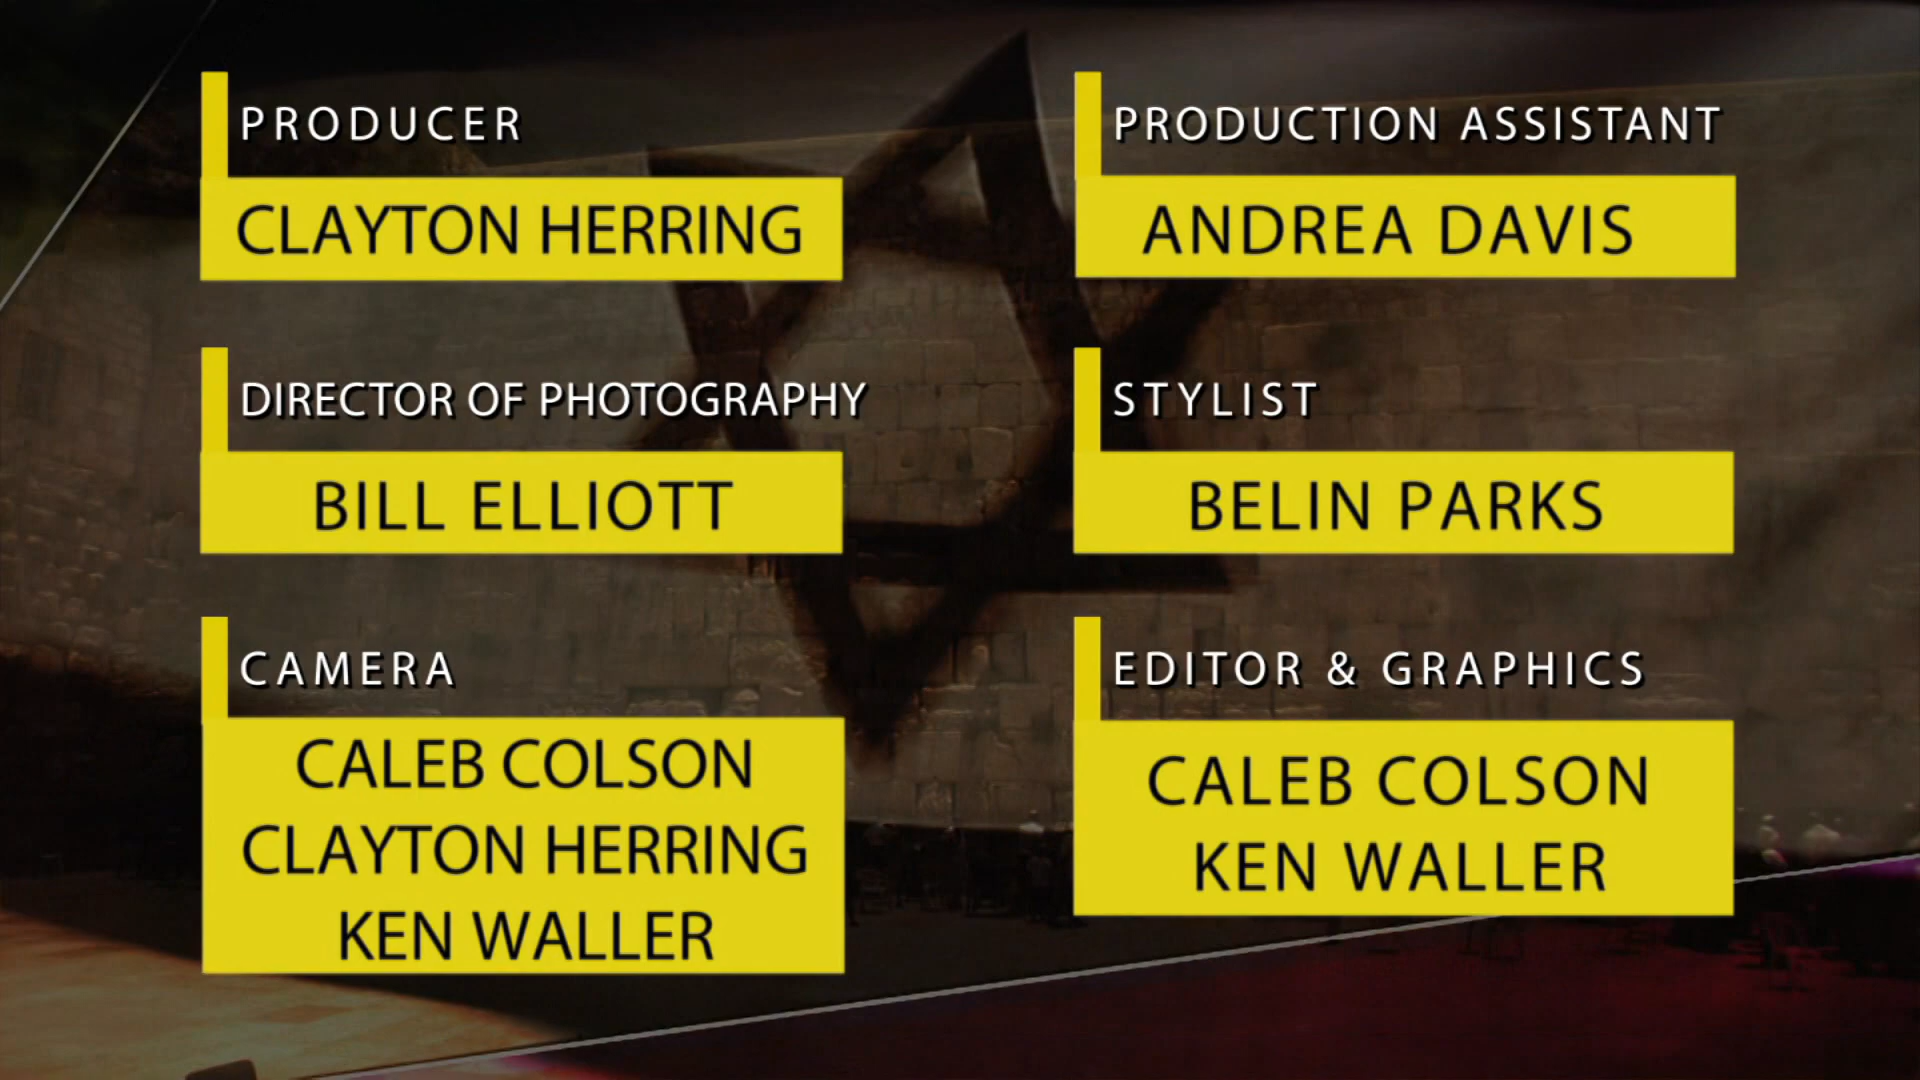 PRODUCER
CLAYTON HERRING
DIRECTOR OF PHOTOGRAPHY
BILL ELLIOTT
CAMERA
CALEB COLSON
CLAYTON HERRING
KEN WALLER
PRODUCTION ASSISTANT
ANDREA DAVIS
STYLIST
BELIN PARKS
EDITOR & GRAPHICS
CALEB COLSON
KEN WALLER